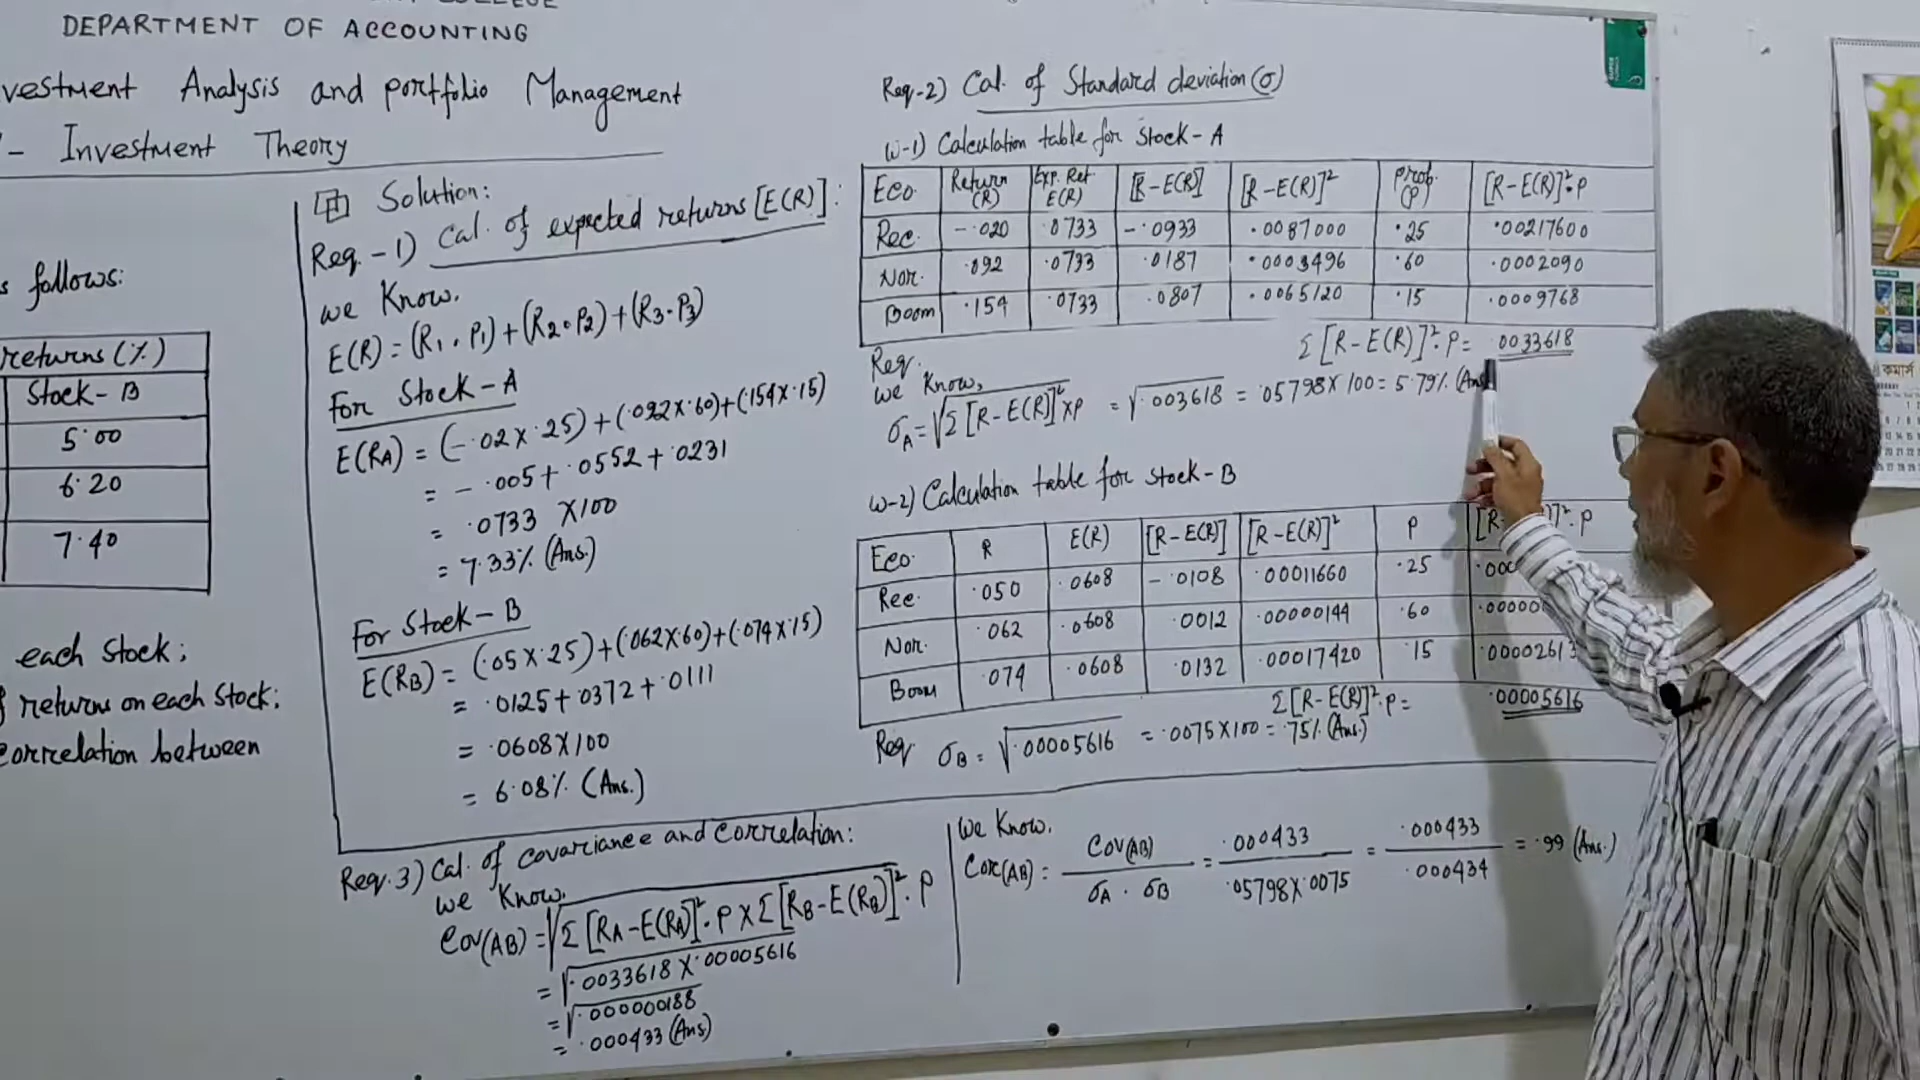 DEPARTMENT OF ACCOUNTING
vestment Analysis and portfolio Management
- Investment Theory
s follows:
returns (%)
Stock - B
5·00
6·20
7·40
each Stock;
f returns on each Stock;
correlation between
Solution:
Req. - 1) Cal. of expected returns [E(R)]:
we Know.
E(R) = (R1 . P1) + (R2 . P2) + (R3 . P3)
For Stock - A
E(RA) = (- ·02 X ·25) + (·092X·60) + (·154X·15)
= - ·005 + ·0552 + ·0231
= ·0733 X100
= 7.33% (Ans.)
For Stock - B
E(RB) = (·05 X ·25) + (·062X·60) + (·074X·15)
= ·0125 + ·0372 + ·0111
= ·0608X100
= 6·08% (Ans.)
Req. 3) Cal. of covariance and correlation:
we Know.
Cov(AB) = √Σ [RA - E(RA)]²· P X Σ [RB - E(RB)]²· P
= √·0033618 X ·00005616
= √·000000188
= ·000433 (Ans.)
We Know.
Cor(AB) = Cov(AB) / σA . σB = ·000433 / ·05798X·0075 = ·000433 / ·000434 = ·99 (Ans.)
Req-2) Cal. of Standard deviation (σ)
W-1) Calculation table for Stock - A
Eco. Return (R) Exp. Ret. E(R) [R - E(R)] [R - E(R)]² prob. (P) [R - E(R)]²·P
Rec. - ·020 ·0733 - ·0933 ·0087000 ·25 ·00217600
Nor. ·092 ·0733 ·0187 ·0003496 ·60 ·0002090
Boom ·154 ·0733 ·0807 ·0065120 ·15 ·0009768
Σ [R - E(R)]²· P = ·0033618
Req.
we Know,
σA = √Σ [R - E(R)]² XP = √·003618 = ·05798 X 100 = 5·79% (Ans
W-2) Calculation table for Stock - B
Eco. R E(R) [R - E(R)] [R - E(R)]² P
Rec. ·050 ·0608 - ·0108 ·00011660 ·25
Nor. ·062 ·0608 ·0012 ·00000144 ·60
Boom ·074 ·0608 ·0132 ·00017420 ·15 ·00002613
Σ [R - E(R)]²·P = ·00005616
Req. σB = √·00005616 = ·0075 X100 = ·75% (Ans.)